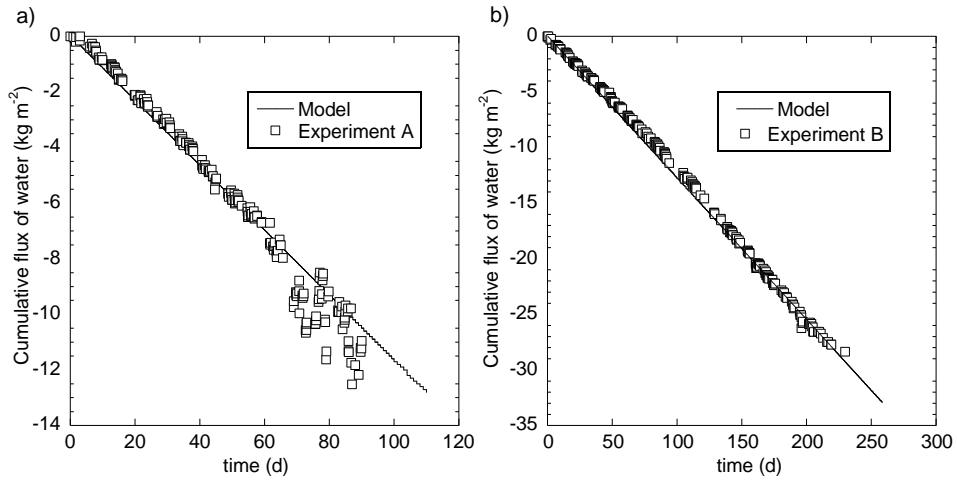 a)
0
-2
-4
-6
-8
-10
-12
-14
Cumulative flux of water (kg m-2)
Model
Experiment A
0 20 40 60 80 100 120
time (d)
b)
0
-5
-10
-15
-20
-25
-30
-35
Cumulative flux of water (kg m-2)
Model
Experiment B
0 50 100 150 200 250 300
time (d)